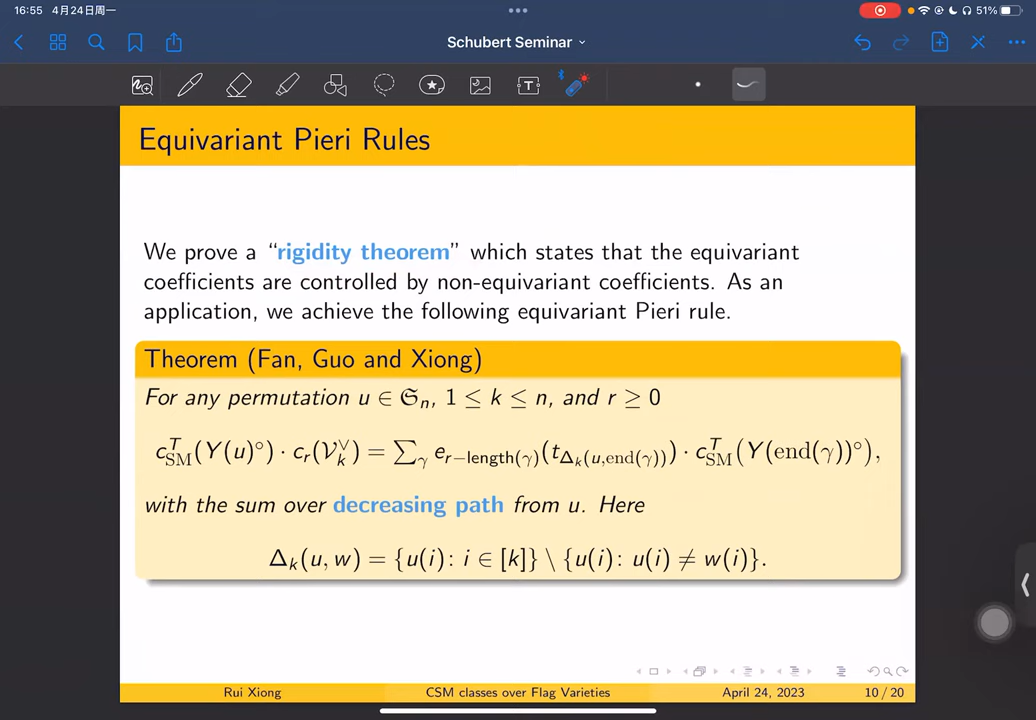 16:55 4月24日周一
51%
Schubert Seminar
Equivariant Pieri Rules
We prove a “rigidity theorem” which states that the equivariant
coefficients are controlled by non-equivariant coefficients. As an
application, we achieve the following equivariant Pieri rule.
Theorem (Fan, Guo and Xiong)
For any permutation u ∈ 𝔖ₙ, 1 ≤ k ≤ n, and r ≥ 0
c^T_SM(Y(u)°) · c_r(𝒱_k^∨) = ∑_γ e_{r−length(γ)}(t_{Δ_k(u,end(γ))}) · c^T_SM(Y(end(γ))°),
with the sum over decreasing path from u. Here
Δ_k(u, w) = {u(i): i ∈ [k]} \ {u(i): u(i) ≠ w(i)}.
Rui Xiong CSM classes over Flag Varieties April 24, 2023 10 / 20